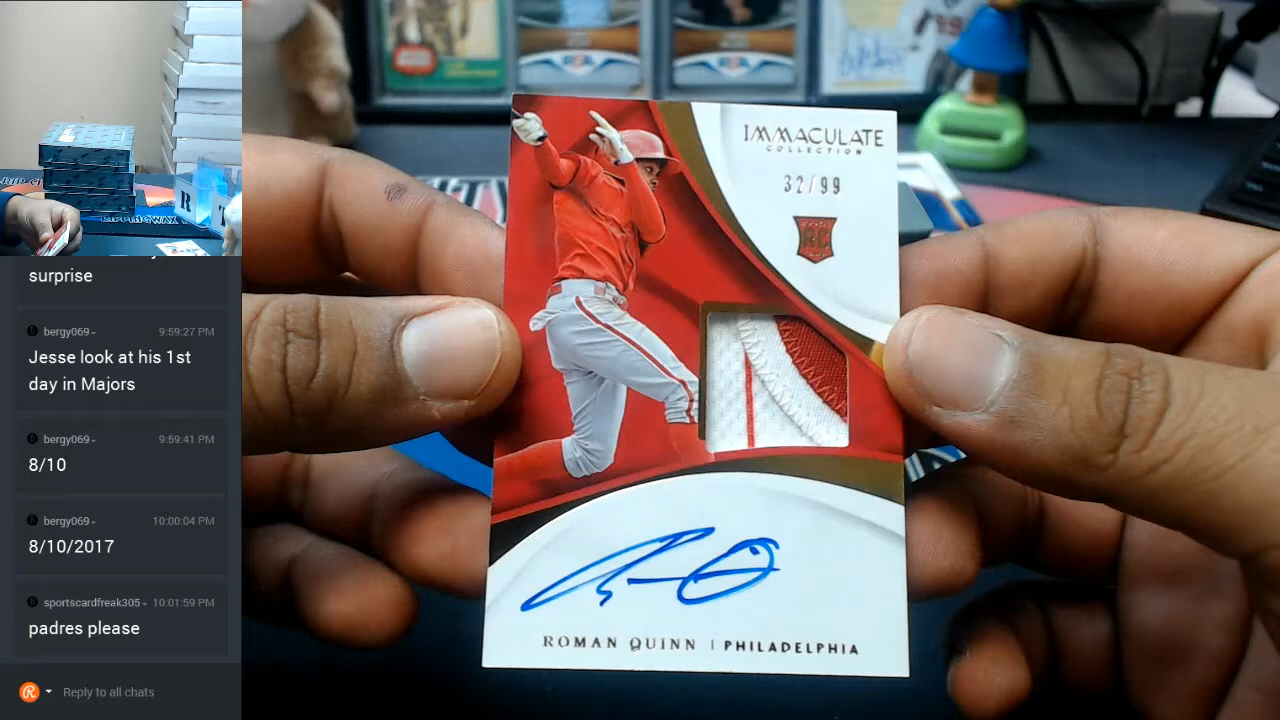 surprise
bergy069
9:59:27 PM
Jesse look at his 1st
day in Majors
bergy069
9:59:41 PM
8/10
bergy069
10:00:04 PM
8/10/2017
sportscardfreak305
10:01:59 PM
padres please
Reply to all chats
IMMACULATE
COLLECTION
32/99
RC
ROMAN QUINN | PHILADELPHIA